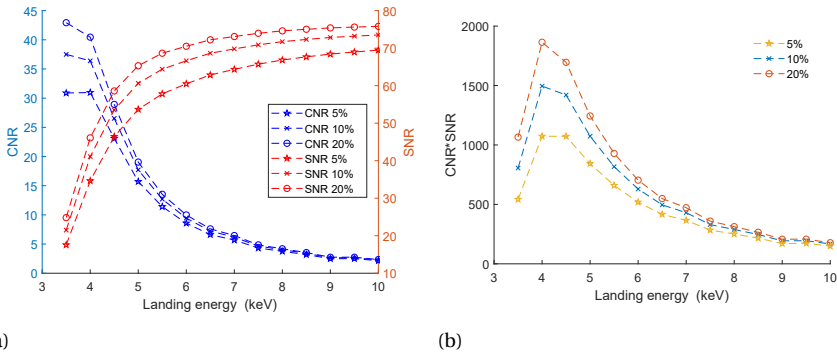 45
40
35
30
25
20
15
10
5
0
CNR
80
70
60
50
40
30
20
10
SNR
CNR 5%
CNR 10%
CNR 20%
SNR 5%
SNR 10%
SNR 20%
3 4 5 6 7 8 9 10
Landing energy (keV)
2000
1500
1000
500
0
CNR*SNR
5%
10%
20%
3 4 5 6 7 8 9 10
Landing energy (keV)
)
(b)